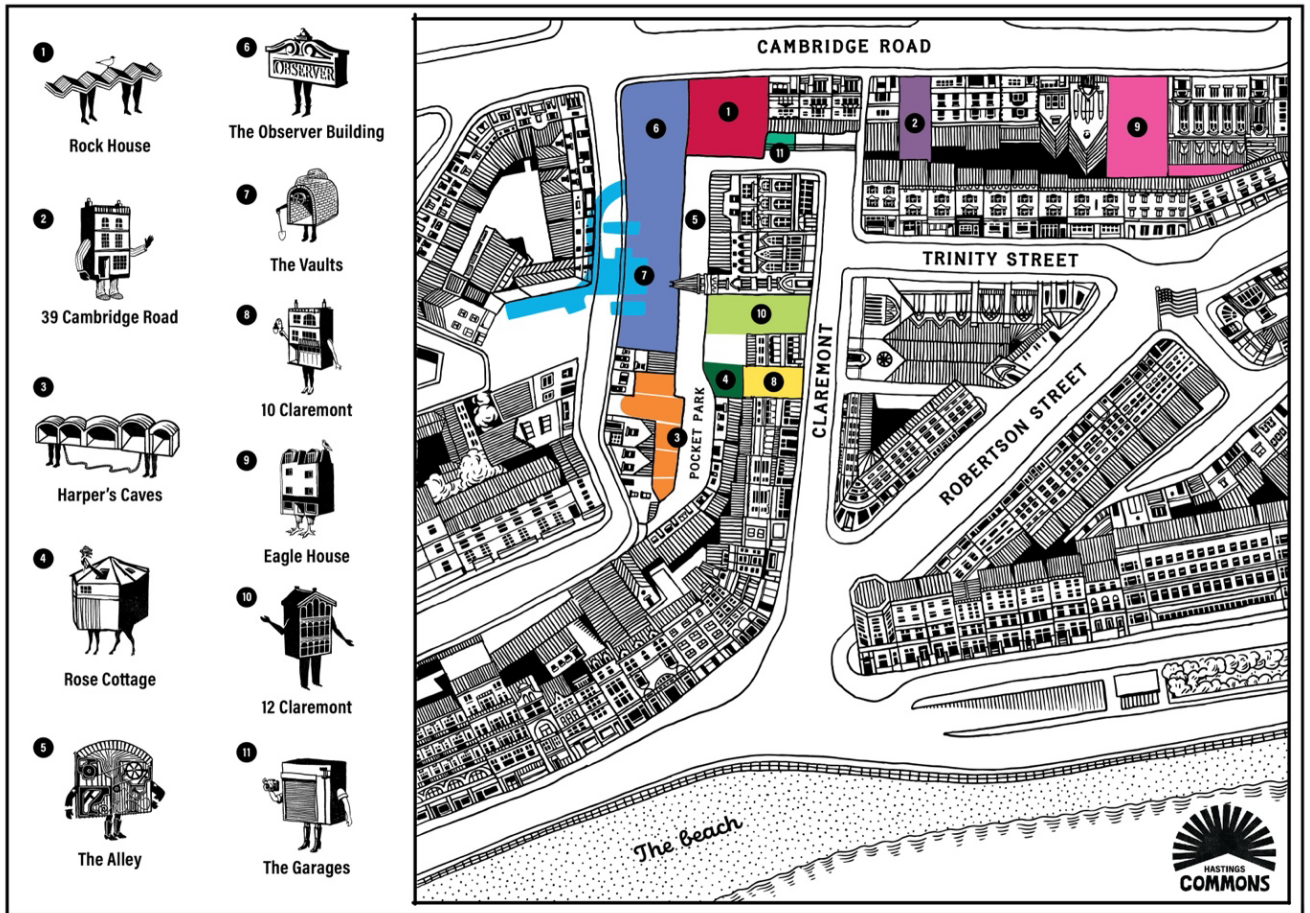 1
Rock House
2
39 Cambridge Road
3
Harper's Caves
4
Rose Cottage
5
The Alley
6
OBSERVER
The Observer Building
7
The Vaults
8
10 Claremont
9
Eagle House
10
12 Claremont
11
The Garages
CAMBRIDGE ROAD
6
1
11
2
9
5
7
TRINITY STREET
10
CLAREMONT
4
8
3
POCKET PARK
ROBERTSON STREET
The beach
HASTINGS
COMMONS